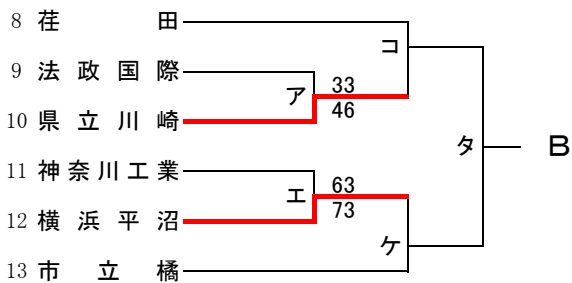 8 荏田
コ
9 法政国際
ア 33
46
10 県立川崎
タ B
11 神奈川工業
エ 63
73
12 横浜平沼
ケ
13 市立橘